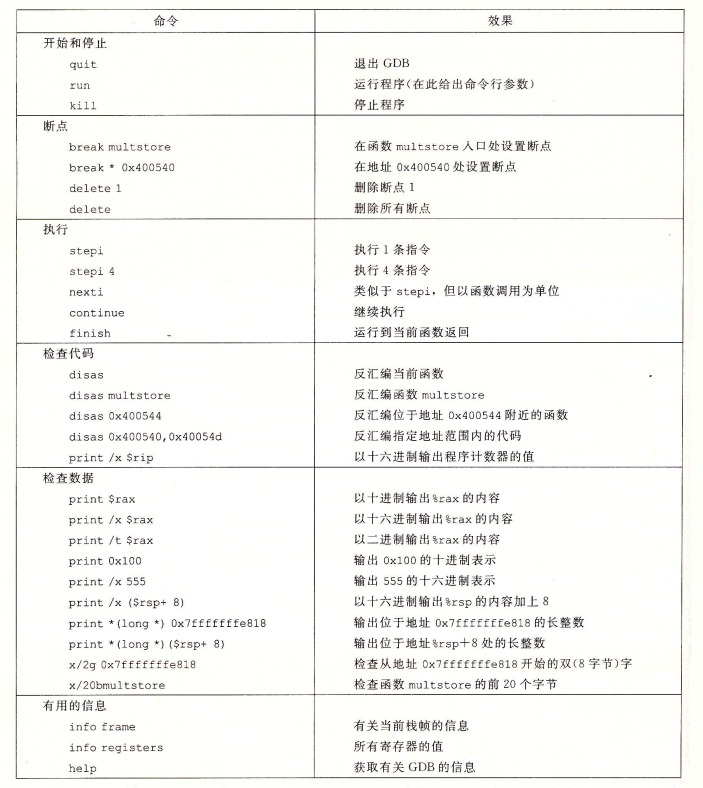 命令 效果
开始和停止
quit 退出 GDB
run 运行程序(在此给出命令行参数)
kill 停止程序
断点
break multstore 在函数 multstore 入口处设置断点
break * 0x400540 在地址 0x400540 处设置断点
delete 1 删除断点 1
delete 删除所有断点
执行
stepi 执行 1 条指令
stepi 4 执行 4 条指令
nexti 类似于 stepi，但以函数调用为单位
continue 继续执行
finish 运行到当前函数返回
检查代码
disas 反汇编当前函数
disas multstore 反汇编函数 multstore
disas 0x400544 反汇编位于地址 0x400544 附近的函数
disas 0x400540,0x40054d 反汇编指定地址范围内的代码
print /x $rip 以十六进制输出程序计数器的值
检查数据
print $rax 以十进制输出%rax 的内容
print /x $rax 以十六进制输出%rax 的内容
print /t $rax 以二进制输出%rax 的内容
print 0x100 输出 0x100 的十进制表示
print /x 555 输出 555 的十六进制表示
print /x ($rsp+ 8) 以十六进制输出%rsp 的内容加上 8
print *(long *) 0x7fffffffe818 输出位于地址 0x7fffffffe818 的长整数
print *(long *) ($rsp+ 8) 输出位于地址%rsp+8 处的长整数
x/2g 0x7fffffffe818 检查从地址 0x7fffffffe818 开始的双(8 字节)字
x/20bmultstore 检查函数 multstore 的前 20 个字节
有用的信息
info frame 有关当前栈帧的信息
info registers 所有寄存器的值
help 获取有关 GDB 的信息